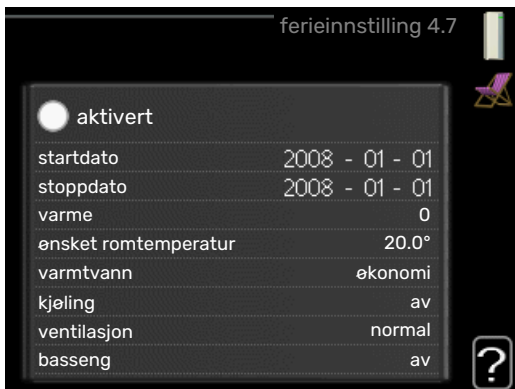 ferieinnstilling 4.7
aktivert
startdato 2008 - 01 - 01
stoppdato 2008 - 01 - 01
varme 0
ønsket romtemperatur 20.0°
varmtvann økonomi
kjøling av
ventilasjon normal
basseng av
?